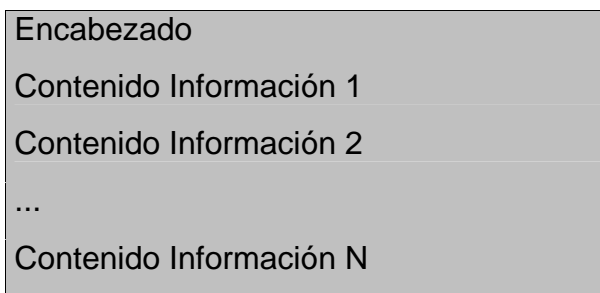 Encabezado
Contenido Información 1
Contenido Información 2
...
Contenido Información N